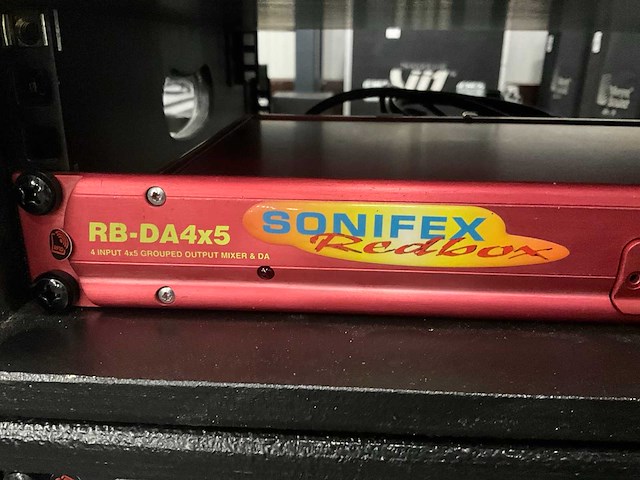 RB-DA4x5
4 INPUT 4x5 GROUPED OUTPUT MIXER & DA
SONIFEX
Redbox